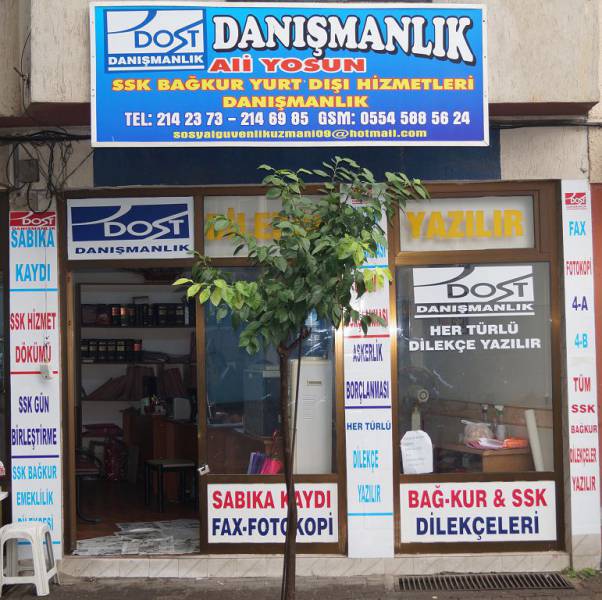 DOST
DANIŞMANLIK
DANIŞMANLIK
Ali YOSUN
SSK BAĞKUR YURT DIŞI HİZMETLERİ
DANIŞMANLIK
TEL: 214 23 73 - 214 69 85 GSM: 0554 588 56 24
sosyalguvenlikuzmani09@hotmail.com
DOST
SABIKA
KAYDI
SSK HİZMET
DÖKÜMÜ
SSK GÜN
BİRLEŞTİRME
SSK BAĞKUR
EMEKLİLİK
DOST
DANIŞMANLIK
YAZILIR
ASKERLİK
BORÇLANMASI
HER TÜRLÜ
DİLEKÇE
YAZILIR
DOST
DANIŞMANLIK
HER TÜRLÜ
DİLEKÇE YAZILIR
SABIKA KAYDI
FAX-FOTOKOPİ
BAĞ-KUR & SSK
DİLEKÇELERİ
DOST
FAX
FOTOKOPİ
4-A
4-B
TÜM
SSK
BAĞKUR
DİLEKÇELER
YAZILIR